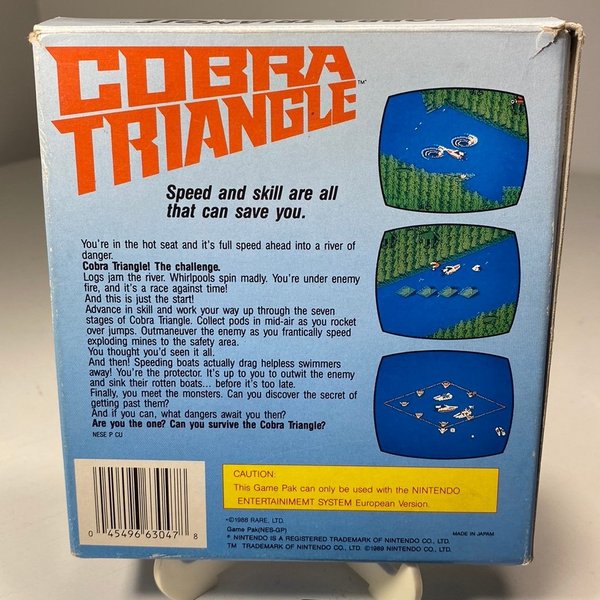 COBRA TRIANGLE
COBRA
TRIANGLE™
Speed and skill are all
that can save you.
You're in the hot seat and it's full speed ahead into a river of
danger.
Cobra Triangle! The challenge.
Logs jam the river. Whirlpools spin madly. You're under enemy
fire, and it's a race against time!
And this is just the start!
Advance in skill and work your way up through the seven
stages of Cobra Triangle. Collect pods in mid-air as you rocket
over jumps. Outmaneuver the enemy as you frantically speed
exploding mines to the safety area.
You thought you'd seen it all.
And then! Speeding boats actually drag helpless swimmers
away! You're the protector. It's up to you to outwit the enemy
and sink their rotten boats... before it's too late.
Finally, you meet the monsters. Can you discover the secret of
getting past them?
And if you can, what dangers await you then?
Are you the one? Can you survive the Cobra Triangle?
NESE P CU
CAUTION:
This Game Pak can only be used with the NINTENDO
ENTERTAINIMEMT SYSTEM European Version.
0 45496 63047 8
©1988 RARE, LTD.
Game Pak(NES-GP)
® NINTENDO IS A REGISTERED TRADEMARK OF NINTENDO CO., LTD.
TM TRADEMARK OF NINTENDO CO., LTD. ©1989 NINTENDO CO., LTD.
MADE IN JAPAM